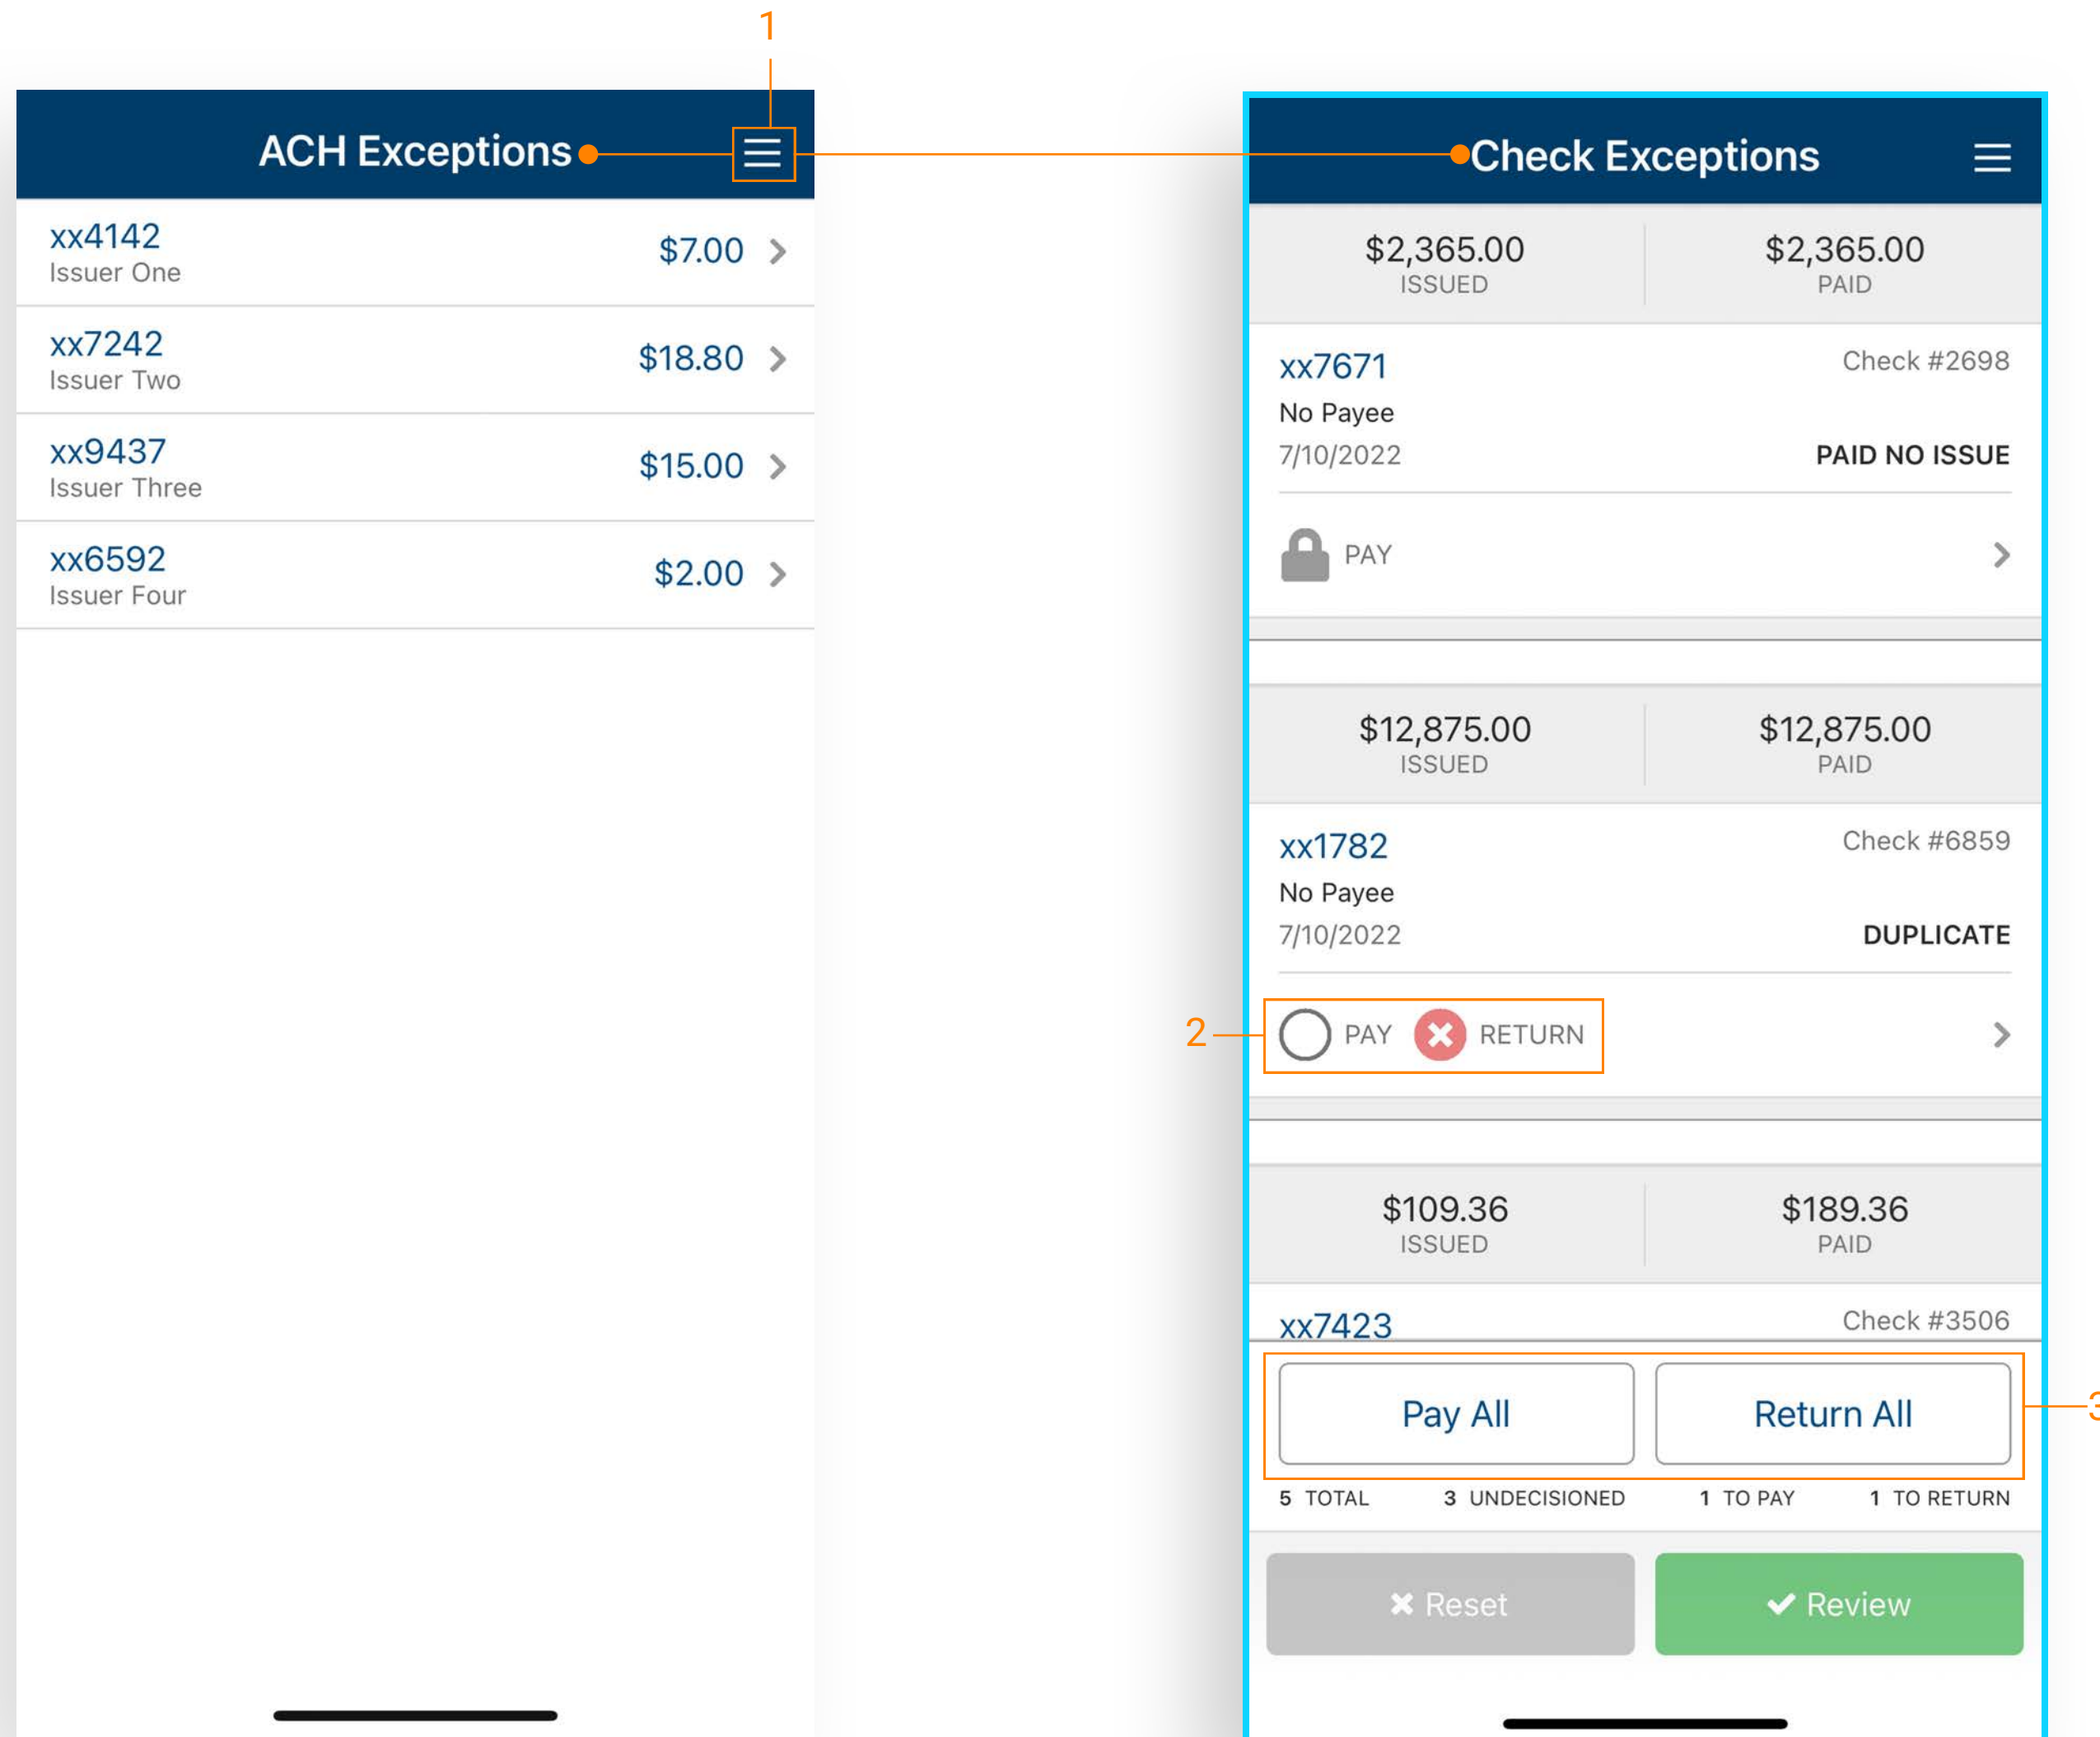 1
ACH Exceptions
xx4142
Issuer One
$7.00
xx7242
Issuer Two
$18.80
xx9437
Issuer Three
$15.00
xx6592
Issuer Four
$2.00
Check Exceptions
$2,365.00
ISSUED
$2,365.00
PAID
xx7671
Check #2698
No Payee
7/10/2022
PAID NO ISSUE
PAY
$12,875.00
ISSUED
$12,875.00
PAID
xx1782
Check #6859
No Payee
7/10/2022
DUPLICATE
2
PAY RETURN
$109.36
ISSUED
$189.36
PAID
xx7423
Check #3506
Pay All
Return All
3
5 TOTAL 3 UNDECISIONED 1 TO PAY 1 TO RETURN
Reset
Review